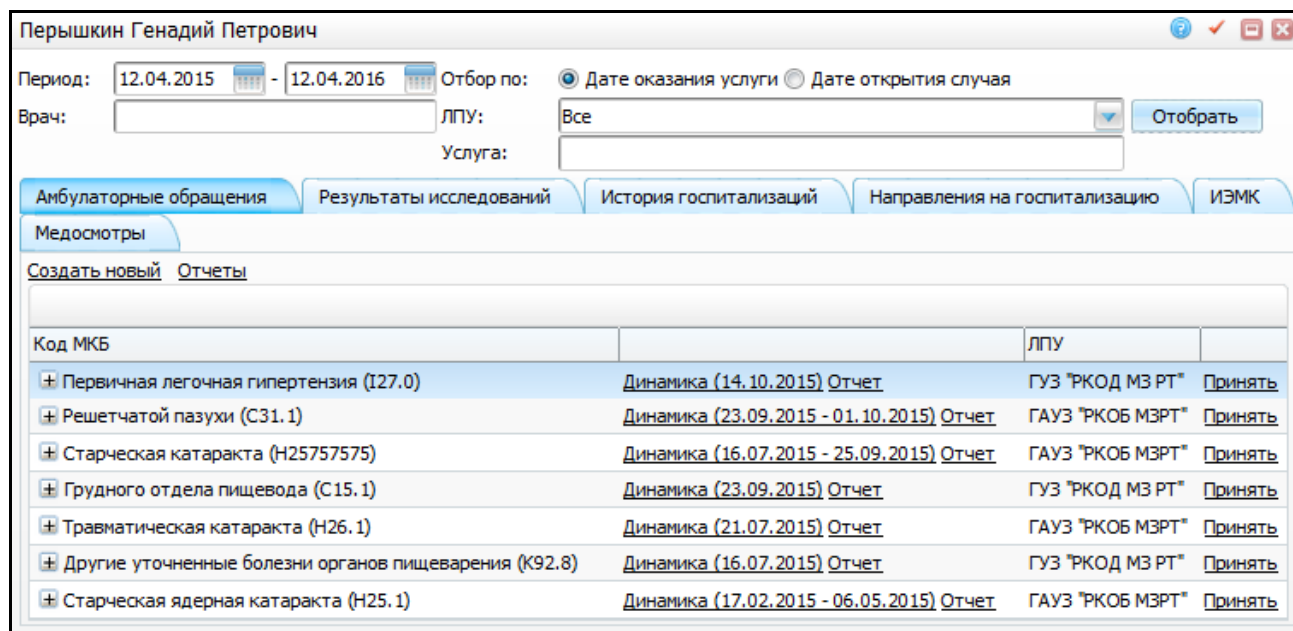 Перышкин Генадий Петрович
Период: 12.04.2015 - 12.04.2016 Отбор по: Дате оказания услуги Дате открытия случая
Врач: ЛПУ: Все Отобрать
Услуга:
Амбулаторные обращения Результаты исследований История госпитализаций Направления на госпитализацию ИЭМК
Медосмотры
Создать новый Отчеты
Код МКБ ЛПУ
Первичная легочная гипертензия (I27.0) Динамика (14.10.2015) Отчет ГУЗ "РКОД МЗ РТ" Принять
Решетчатой пазухи (C31.1) Динамика (23.09.2015 - 01.10.2015) Отчет ГАУЗ "РКОБ МЗРТ" Принять
Старческая катаракта (H25757575) Динамика (16.07.2015 - 25.09.2015) Отчет ГАУЗ "РКОБ МЗРТ" Принять
Грудного отдела пищевода (C15.1) Динамика (23.09.2015) Отчет ГУЗ "РКОД МЗ РТ" Принять
Травматическая катаракта (H26.1) Динамика (21.07.2015) Отчет ГАУЗ "РКОБ МЗРТ" Принять
Другие уточненные болезни органов пищеварения (K92.8) Динамика (16.07.2015) Отчет ГУЗ "РКОД МЗ РТ" Принять
Старческая ядерная катаракта (H25.1) Динамика (17.02.2015 - 06.05.2015) Отчет ГАУЗ "РКОБ МЗРТ" Принять